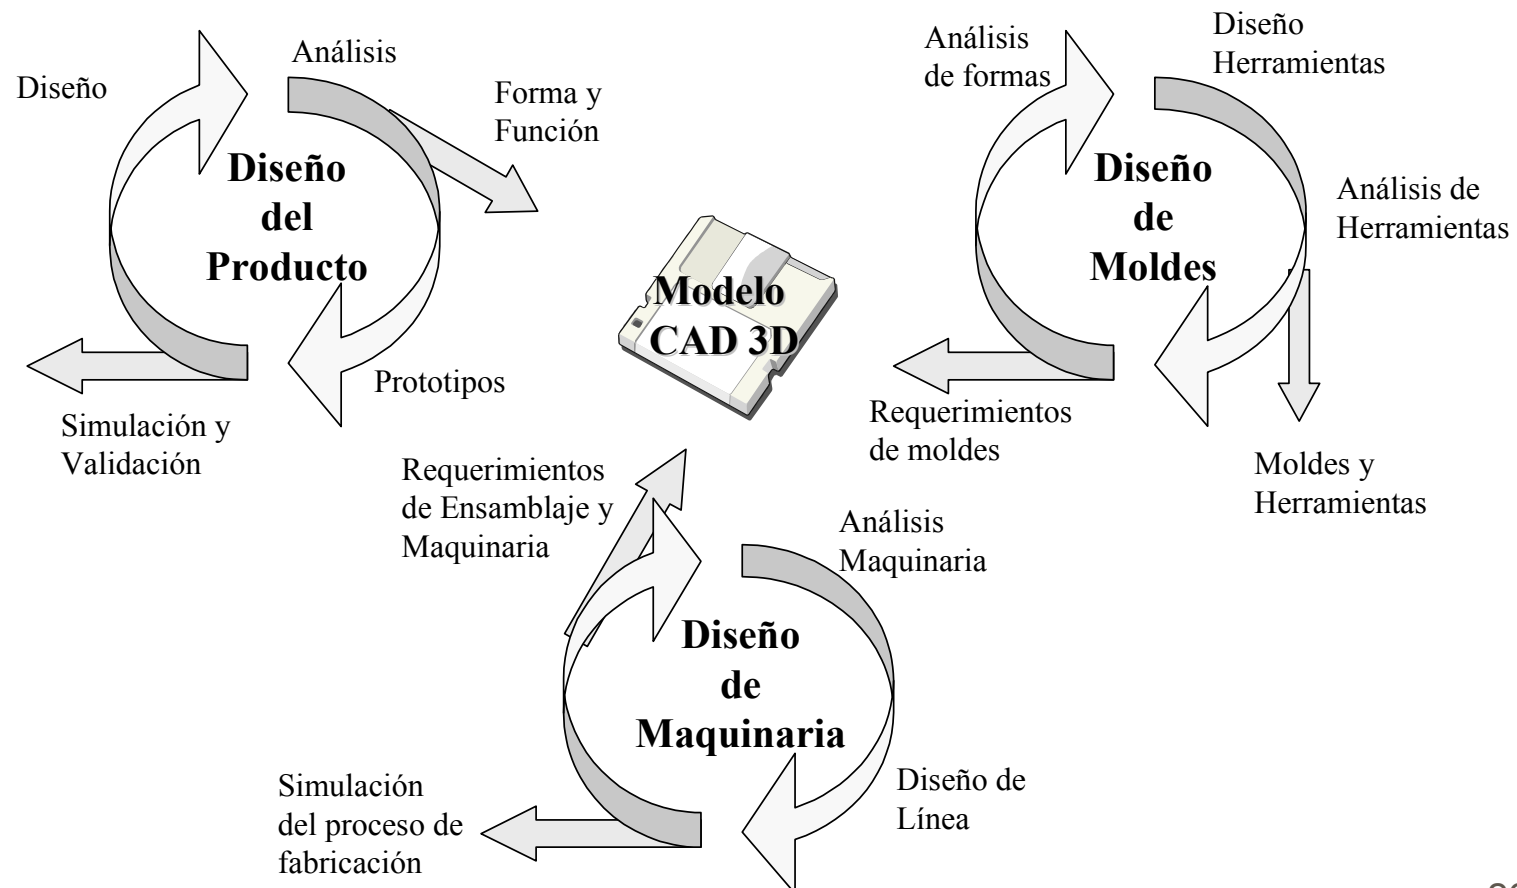 Diseño
Análisis
Forma y
Función
Diseño
del
Producto
Prototipos
Simulación y
Validación
Modelo
CAD 3D
Análisis
de formas
Diseño
Herramientas
Análisis de
Herramientas
Diseño
de
Moldes
Requerimientos
de moldes
Moldes y
Herramientas
Requerimientos
de Ensamblaje y
Maquinaria
Análisis
Maquinaria
Diseño
de
Maquinaria
Diseño de
Línea
Simulación
del proceso de
fabricación